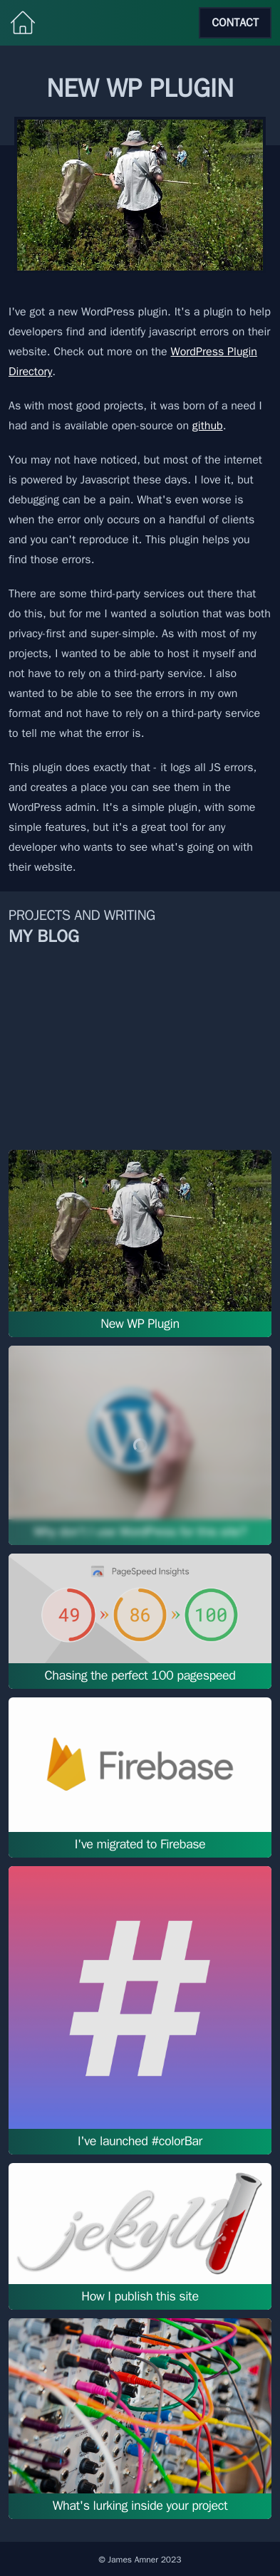 CONTACT
NEW WP PLUGIN
I've got a new WordPress plugin. It's a plugin to help
developers find and identify javascript errors on their
website. Check out more on the WordPress Plugin
Directory.
As with most good projects, it was born of a need I
had and is available open-source on github.
You may not have noticed, but most of the internet
is powered by Javascript these days. I love it, but
debugging can be a pain. What's even worse is
when the error only occurs on a handful of clients
and you can't reproduce it. This plugin helps you
find those errors.
There are some third-party services out there that
do this, but for me I wanted a solution that was both
privacy-first and super-simple. As with most of my
projects, I wanted to be able to host it myself and
not have to rely on a third-party service. I also
wanted to be able to see the errors in my own
format and not have to rely on a third-party service
to tell me what the error is.
This plugin does exactly that - it logs all JS errors,
and creates a place you can see them in the
WordPress admin. It's a simple plugin, with some
simple features, but it's a great tool for any
developer who wants to see what's going on with
their website.
PROJECTS AND WRITING
MY BLOG
New WP Plugin
PageSpeed Insights
49 » 86 » 100
Chasing the perfect 100 pagespeed
Firebase
I've migrated to Firebase
#
I've launched #colorBar
jekyll
How I publish this site
What's lurking inside your project
© James Amner 2023